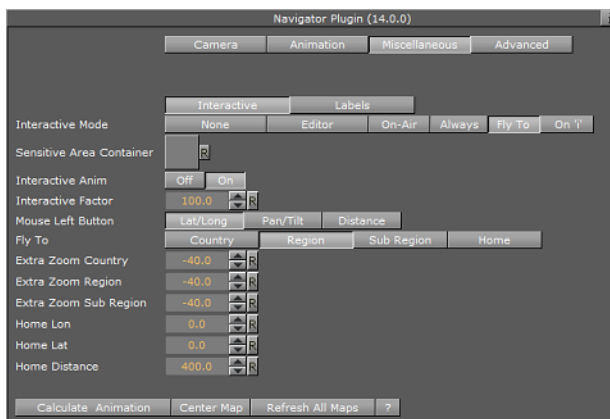 Navigator Plugin (14.0.0)
Camera Animation Miscellaneous Advanced
Interactive Labels
Interactive Mode None Editor On-Air Always Fly To On 'i'
Sensitive Area Container R
Interactive Anim Off On
Interactive Factor 100.0 R
Mouse Left Button Lat/Long Pan/Tilt Distance
Fly To Country Region Sub Region Home
Extra Zoom Country -40.0 R
Extra Zoom Region -40.0 R
Extra Zoom Sub Region -40.0 R
Home Lon 0.0 R
Home Lat 0.0 R
Home Distance 400.0 R
Calculate Animation Center Map Refresh All Maps ?